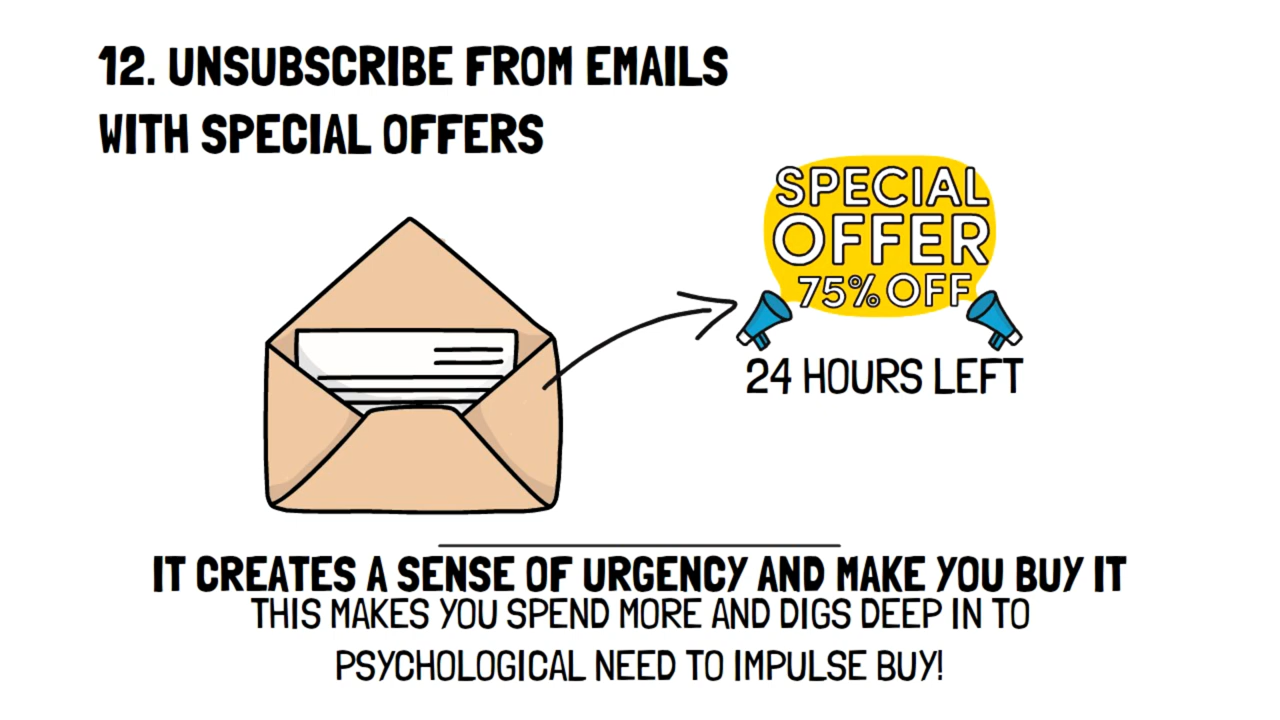 12. UNSUBSCRIBE FROM EMAILS
WITH SPECIAL OFFERS
SPECIAL
OFFER
75% OFF
24 HOURS LEFT
IT CREATES A SENSE OF URGENCY AND MAKE YOU BUY IT
THIS MAKES YOU SPEND MORE AND DIGS DEEP IN TO
PSYCHOLOGICAL NEED TO IMPULSE BUY!